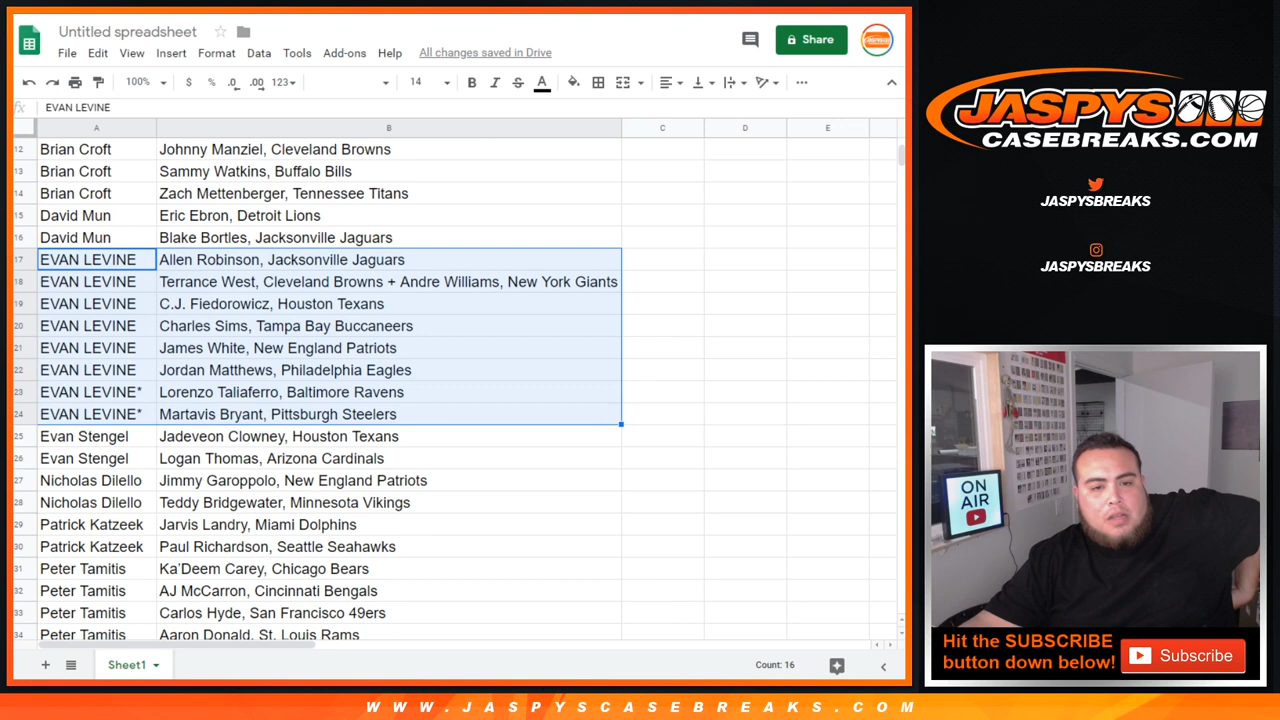 Untitled spreadsheet
File Edit View Insert Format Data Tools Add-ons Help All changes saved in Drive
Share
100% $ % .0 .00 123 14 B I S A
fx EVAN LEVINE
A B C D E
12 Brian Croft Johnny Manziel, Cleveland Browns
13 Brian Croft Sammy Watkins, Buffalo Bills
14 Brian Croft Zach Mettenberger, Tennessee Titans
15 David Mun Eric Ebron, Detroit Lions
16 David Mun Blake Bortles, Jacksonville Jaguars
17 EVAN LEVINE Allen Robinson, Jacksonville Jaguars
18 EVAN LEVINE Terrance West, Cleveland Browns + Andre Williams, New York Giants
19 EVAN LEVINE C.J. Fiedorowicz, Houston Texans
20 EVAN LEVINE Charles Sims, Tampa Bay Buccaneers
21 EVAN LEVINE James White, New England Patriots
22 EVAN LEVINE Jordan Matthews, Philadelphia Eagles
23 EVAN LEVINE* Lorenzo Taliaferro, Baltimore Ravens
24 EVAN LEVINE* Martavis Bryant, Pittsburgh Steelers
25 Evan Stengel Jadeveon Clowney, Houston Texans
26 Evan Stengel Logan Thomas, Arizona Cardinals
27 Nicholas Dilello Jimmy Garoppolo, New England Patriots
28 Nicholas Dilello Teddy Bridgewater, Minnesota Vikings
29 Patrick Katzeek Jarvis Landry, Miami Dolphins
30 Patrick Katzeek Paul Richardson, Seattle Seahawks
31 Peter Tamitis Ka'Deem Carey, Chicago Bears
32 Peter Tamitis AJ McCarron, Cincinnati Bengals
33 Peter Tamitis Carlos Hyde, San Francisco 49ers
34 Peter Tamitis Aaron Donald, St. Louis Rams
Sheet1
Count: 16
JASPYS
CASEBREAKS.COM
JASPYSBREAKS
JASPYSBREAKS
ON
AIR
Hit the SUBSCRIBE
button down below!
Subscribe
WWW.JASPYSCASEBREAKS.COM